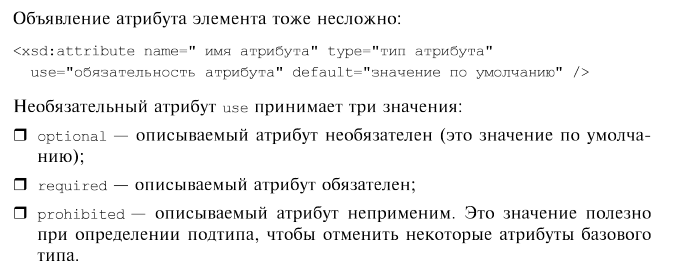 Объявление атрибута элемента тоже несложно:
<xsd:attribute name=" имя атрибута" type="тип атрибута"
use="обязательность атрибута" default="значение по умолчанию" />
Необязательный атрибут use принимает три значения:
❒ optional — описываемый атрибут необязателен (это значение по умолча-
нию);
❒ required — описываемый атрибут обязателен;
❒ prohibited — описываемый атрибут неприменим. Это значение полезно
при определении подтипа, чтобы отменить некоторые атрибуты базового
типа.